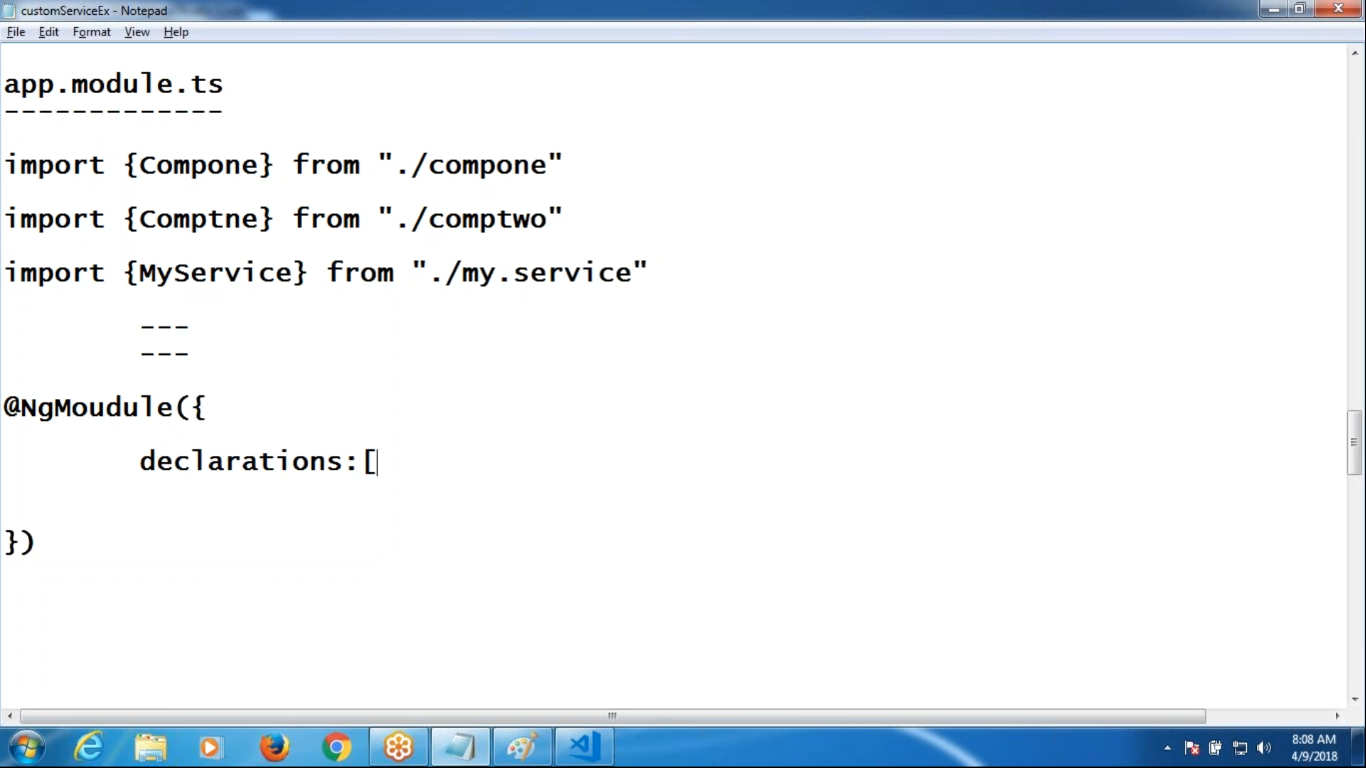 customServiceEx - Notepad
File Edit Format View Help
app.module.ts
-------------
import {Compone} from "./compone"
import {Comptne} from "./comptwo"
import {MyService} from "./my.service"
---
---
@NgMoudule({
declarations:[
})
8:08 AM
4/9/2018